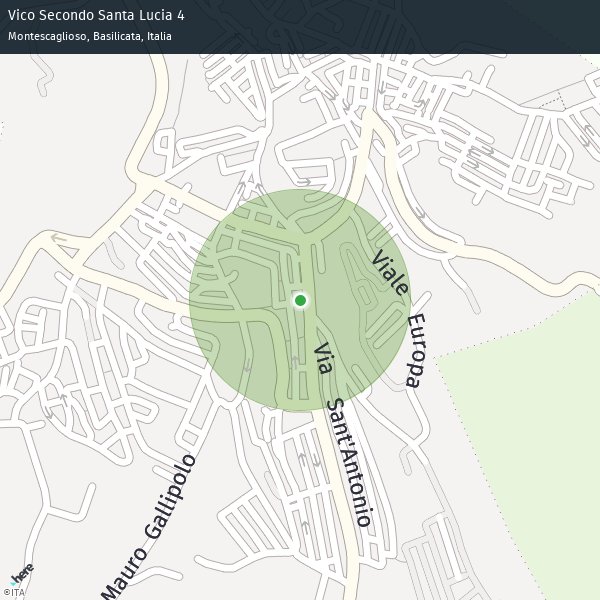 Vico Secondo Santa Lucia 4
Montescaglioso, Basilicata, Italia
Viale Europa
Via Sant'Antonio
Mauro Gallipolo
here
©ITA